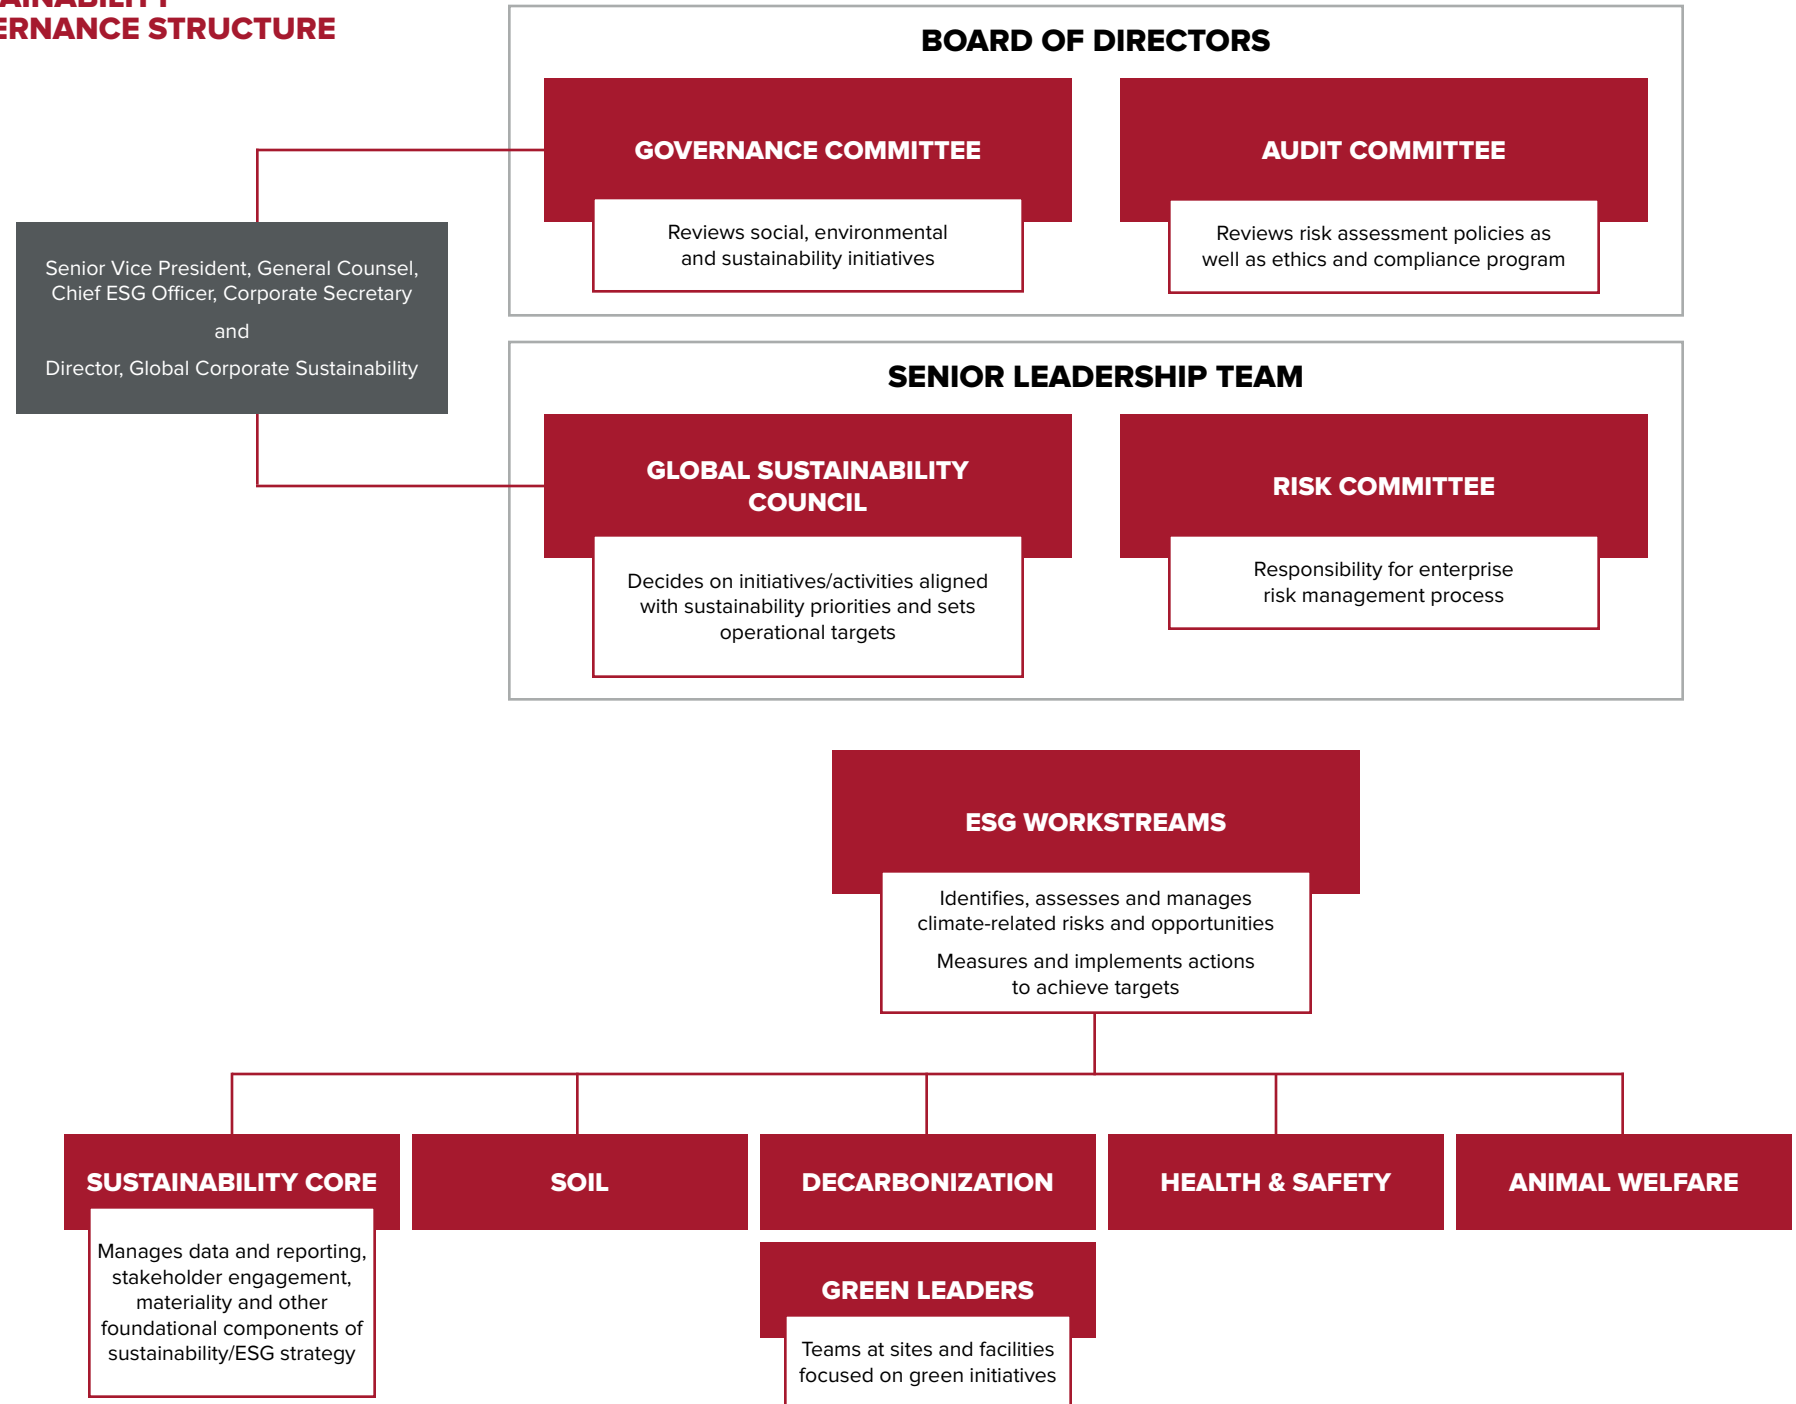 GOVERNANCE STRUCTURE
BOARD OF DIRECTORS
GOVERNANCE COMMITTEE
Reviews social, environmental
and sustainability initiatives
AUDIT COMMITTEE
Reviews risk assessment policies as
well as ethics and compliance program
Senior Vice President, General Counsel,
Chief ESG Officer, Corporate Secretary
and
Director, Global Corporate Sustainability
SENIOR LEADERSHIP TEAM
GLOBAL SUSTAINABILITY
COUNCIL
Decides on initiatives/activities aligned
with sustainability priorities and sets
operational targets
RISK COMMITTEE
Responsibility for enterprise
risk management process
ESG WORKSTREAMS
Identifies, assesses and manages
climate-related risks and opportunities
Measures and implements actions
to achieve targets
SUSTAINABILITY CORE
Manages data and reporting,
stakeholder engagement,
materiality and other
foundational components of
sustainability/ESG strategy
SOIL
DECARBONIZATION
GREEN LEADERS
Teams at sites and facilities
focused on green initiatives
HEALTH & SAFETY
ANIMAL WELFARE